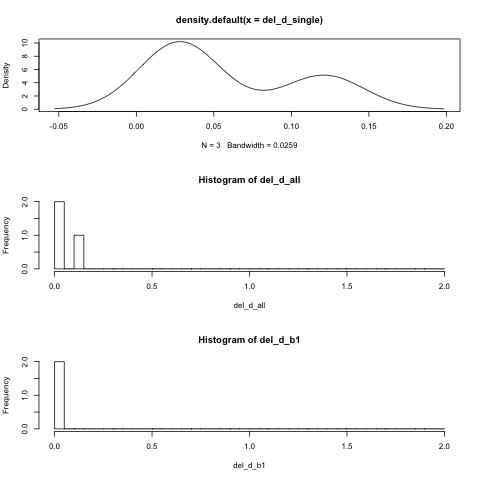 density.default(x = del_d_single)
Density
0 2 4 6 8 10
-0.05 0.00 0.05 0.10 0.15 0.20
N = 3 Bandwidth = 0.0259
Histogram of del_d_all
Frequency
0.0 1.0 2.0
0.0 0.5 1.0 1.5 2.0
del_d_all
Histogram of del_d_b1
Frequency
0.0 1.0 2.0
0.0 0.5 1.0 1.5 2.0
del_d_b1